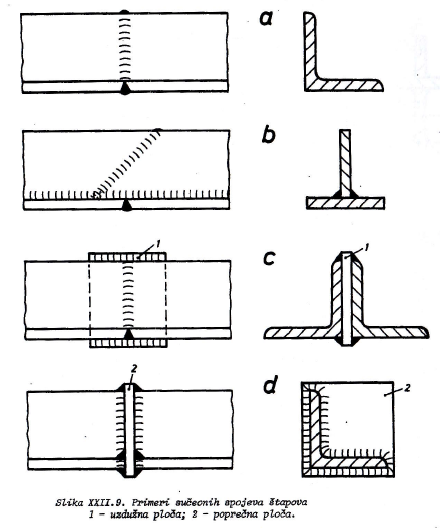 a
b
1
c
1
2
d
2
Slika XXII.9. Primeri sučeonih spojeva štapova
1 = uzdužna ploča; 2 - poprečna ploča.